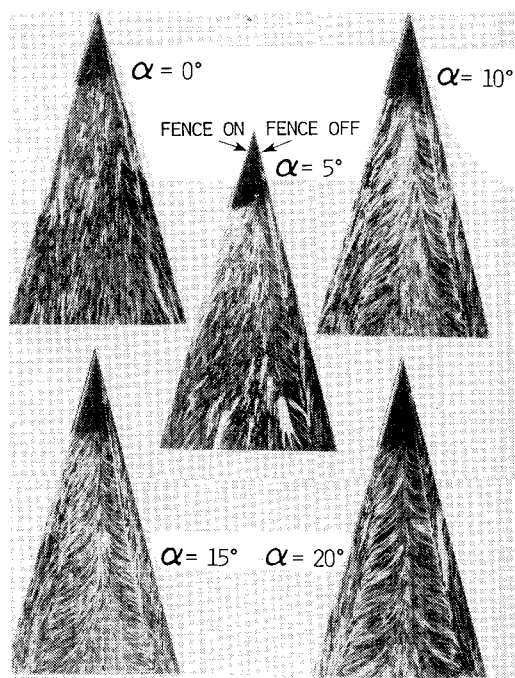 α = 0°
α = 10°
FENCE ON FENCE OFF
α = 5°
α = 15°
α = 20°